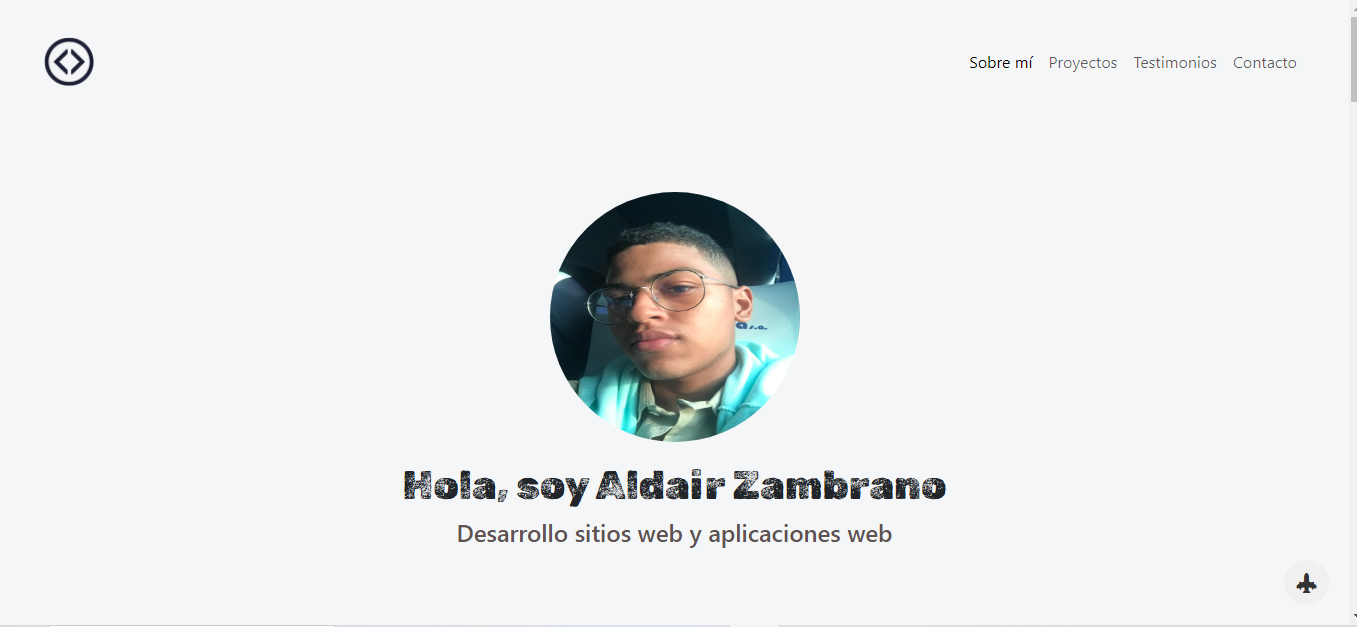 Sobre mí Proyectos Testimonios Contacto
a s.a.
Hola, soy Aldair Zambrano
Desarrollo sitios web y aplicaciones web